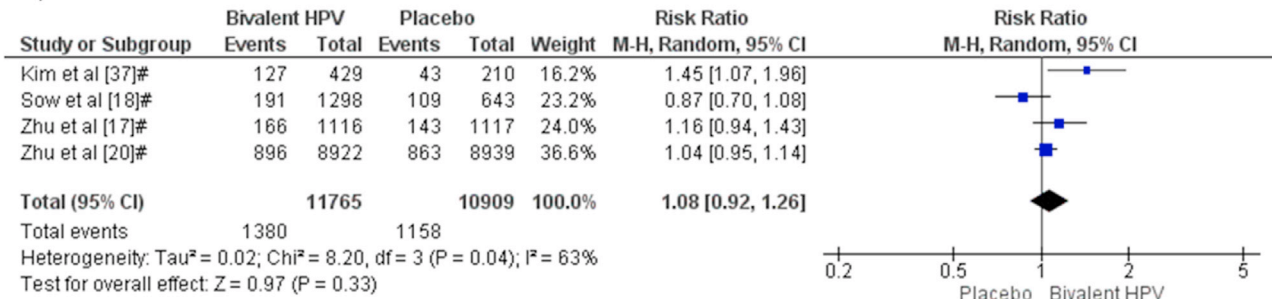 Bivalent HPV Placebo Risk Ratio Risk Ratio
Study or Subgroup Events Total Events Total Weight M-H, Random, 95% CI M-H, Random, 95% CI
Kim et al [37]# 127 429 43 210 16.2% 1.45 [1.07, 1.96]
Sow et al [18]# 191 1298 109 643 23.2% 0.87 [0.70, 1.08]
Zhu et al [17]# 166 1116 143 1117 24.0% 1.16 [0.94, 1.43]
Zhu et al [20]# 896 8922 863 8939 36.6% 1.04 [0.95, 1.14]
Total (95% CI) 11765 10909 100.0% 1.08 [0.92, 1.26]
Total events 1380 1158
Heterogeneity: Tau² = 0.02; Chi² = 8.20, df = 3 (P = 0.04); I² = 63%
Test for overall effect: Z = 0.97 (P = 0.33)
0.2 0.5 1 2 5
Placebo Bivalent HPV